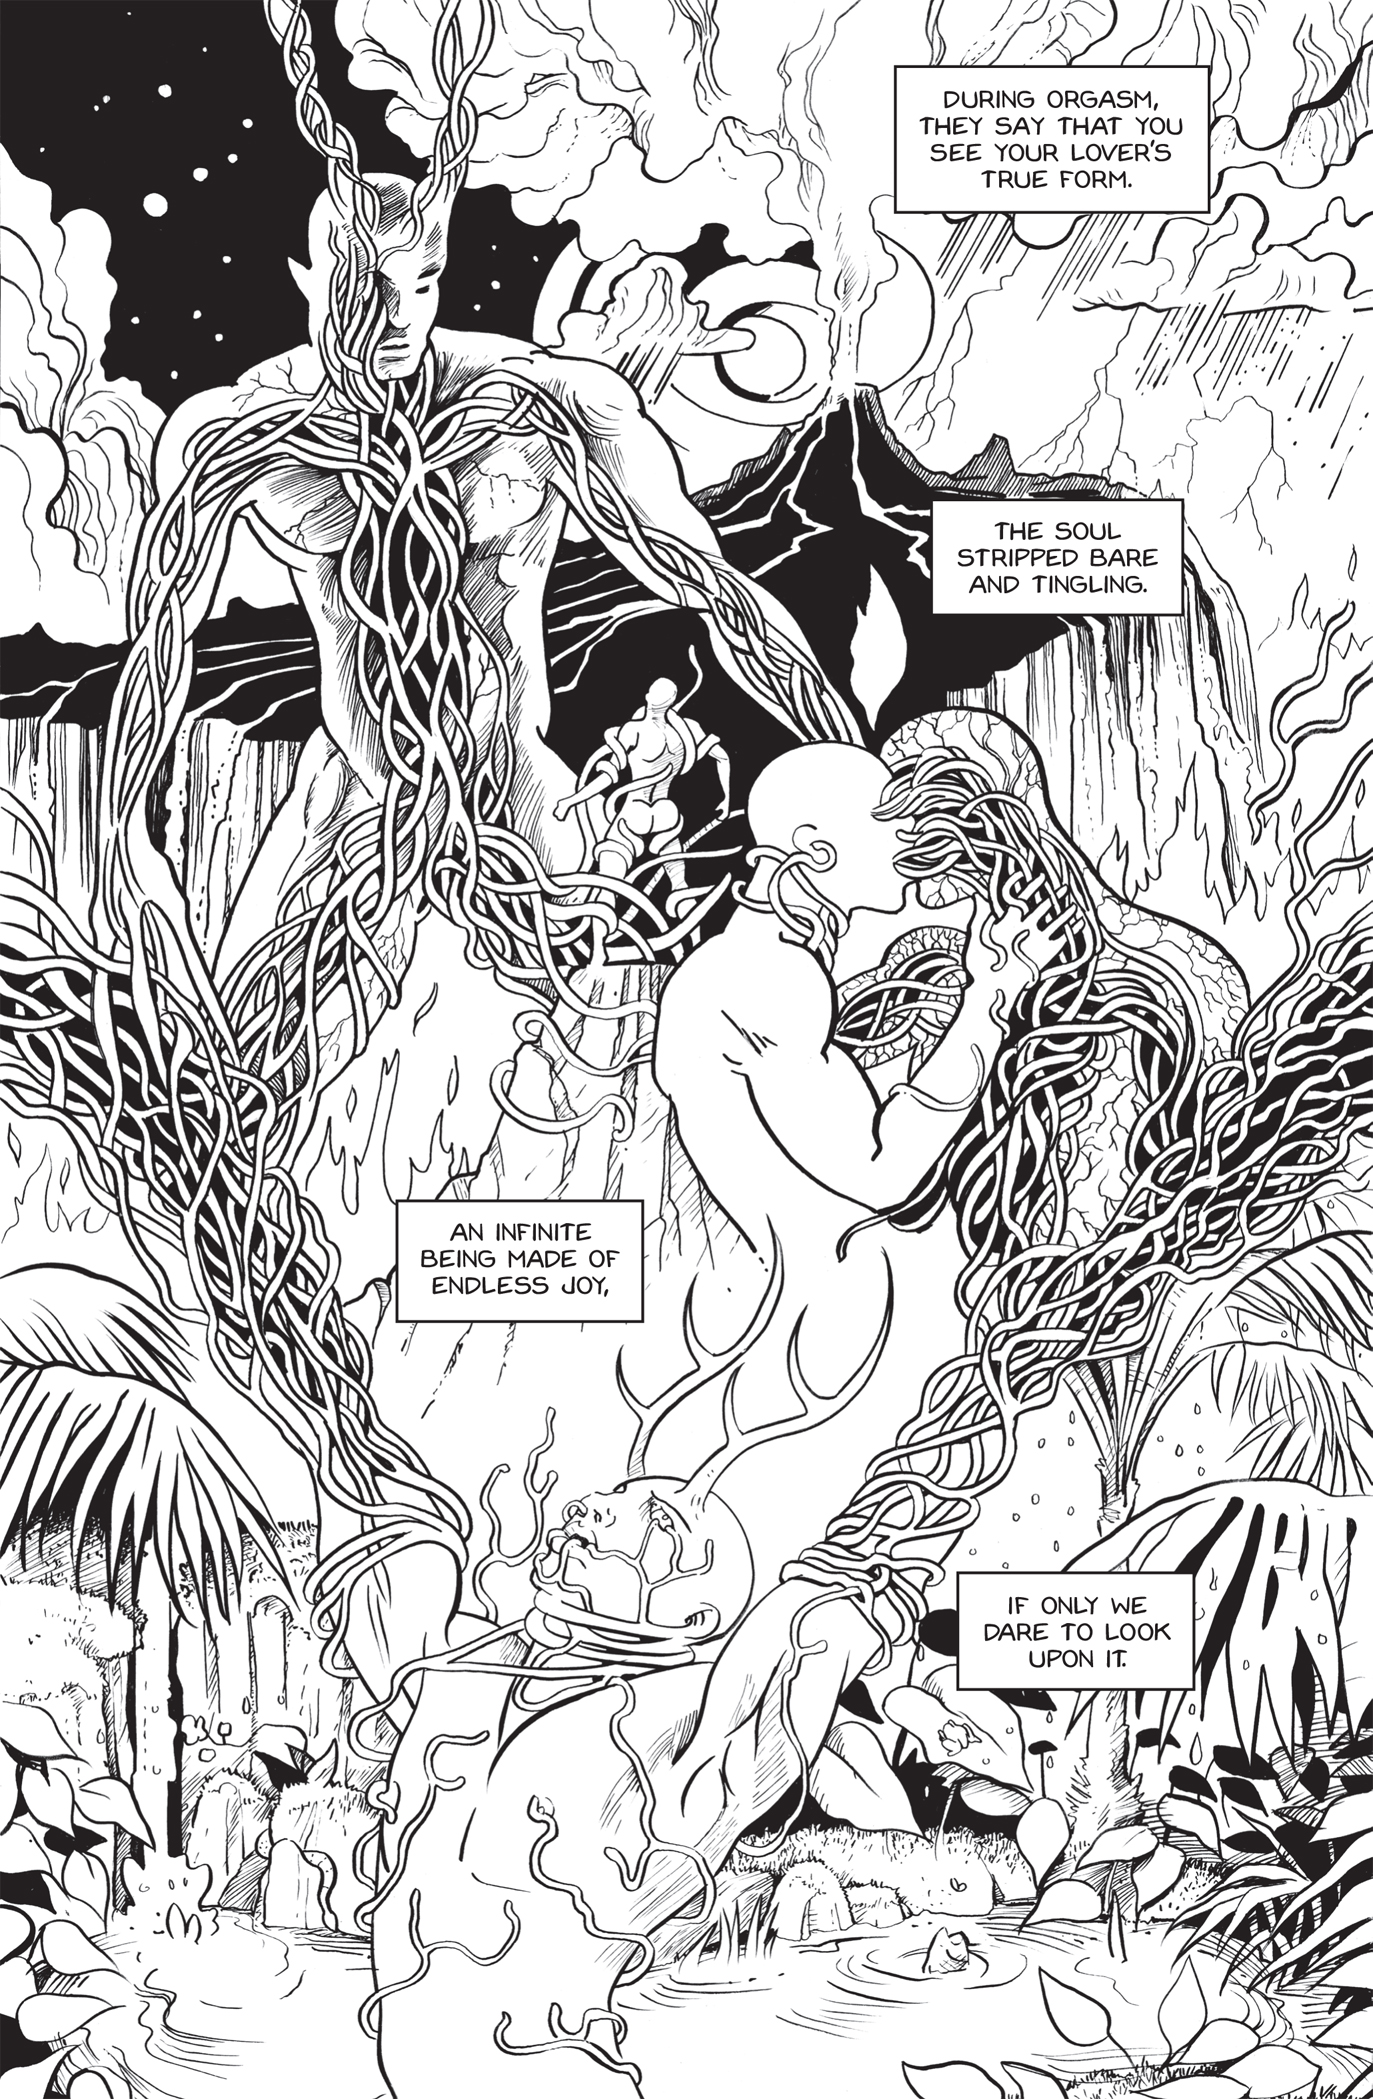 DURING ORGASM,
THEY SAY THAT YOU
SEE YOUR LOVER'S
TRUE FORM.
THE SOUL
STRIPPED BARE
AND TINGLING.
AN INFINITE
BEING MADE OF
ENDLESS JOY,
IF ONLY WE
DARE TO LOOK
UPON IT.